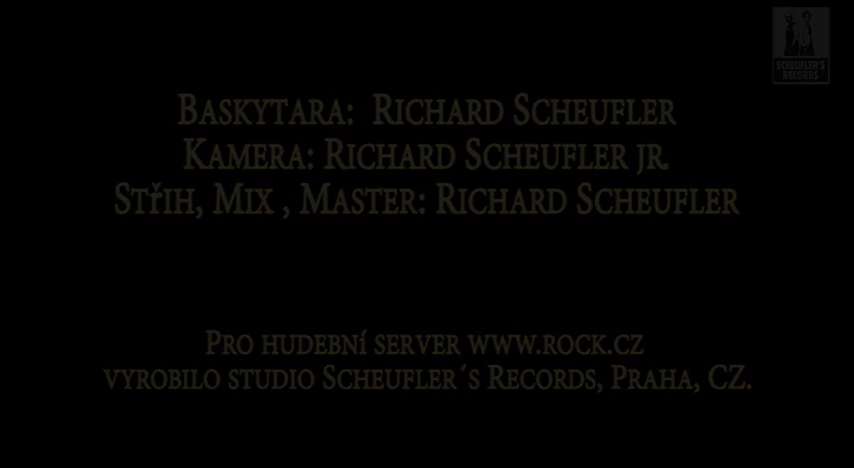 SCHEUFLER'S
RECORDS
BASKYTARA: RICHARD SCHEUFLER
KAMERA: RICHARD SCHEUFLER JR.
STřIH, MIX , MASTER: RICHARD SCHEUFLER
PRO HUDEBNí SERVER WWW.ROCK.CZ
VYROBILO STUDIO SCHEUFLER´S RECORDS, PRAHA, CZ.